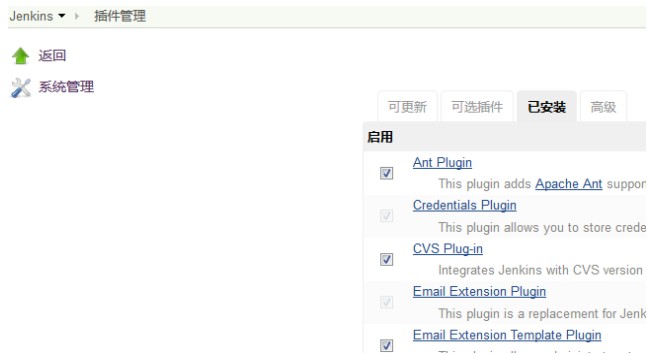 Jenkins 插件管理
返回
系统管理
可更新 可选插件 已安装 高级
启用
Ant Plugin
This plugin adds Apache Ant suppor
Credentials Plugin
This plugin allows you to store crede
CVS Plug-in
Integrates Jenkins with CVS version
Email Extension Plugin
This plugin is a replacement for Jenk
Email Extension Template Plugin